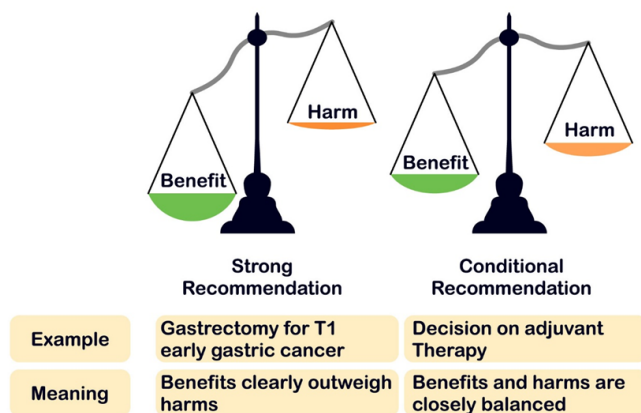 Harm
Benefit
Harm
Benefit
Strong
Recommendation
Conditional
Recommendation
Example
Gastrectomy for T1
early gastric cancer
Decision on adjuvant
Therapy
Meaning
Benefits clearly outweigh
harms
Benefits and harms are
closely balanced